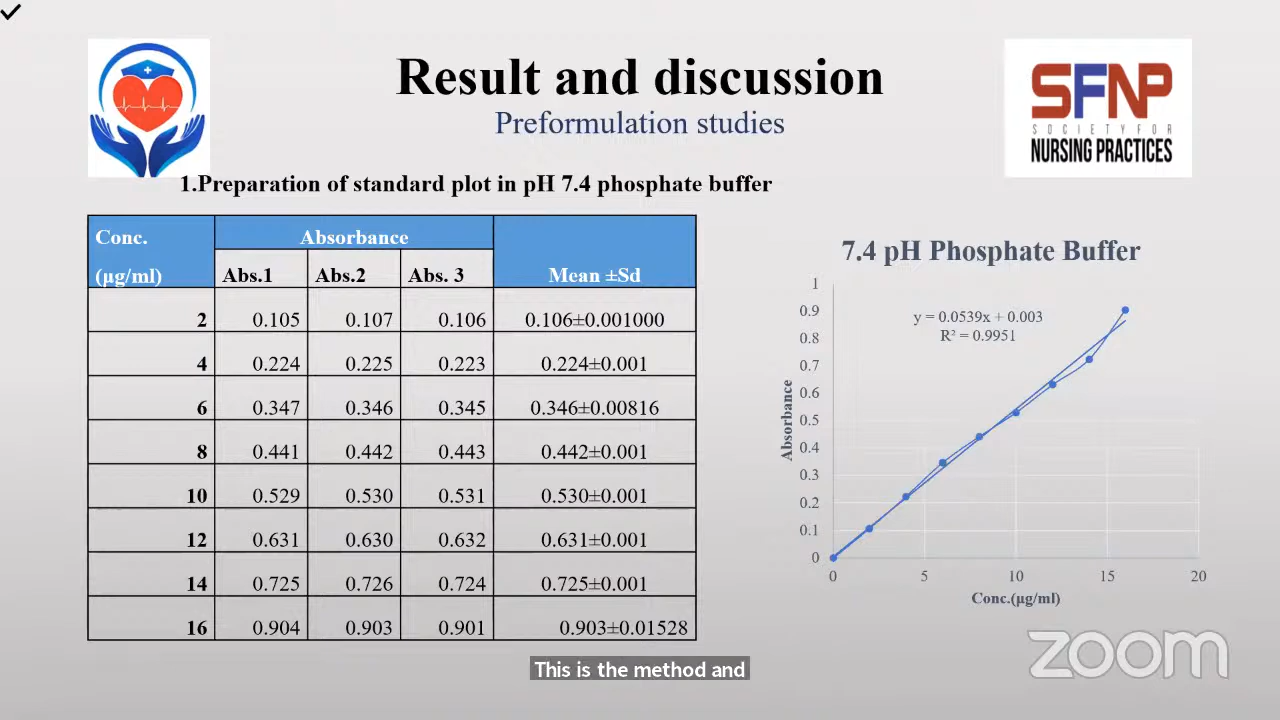 Result and discussion
Preformulation studies
SFNP
SOCIETY FOR
NURSING PRACTICES
1.Preparation of standard plot in pH 7.4 phosphate buffer
Conc. (µg/ml) Absorbance Mean ±Sd
Abs.1 Abs.2 Abs. 3
2 0.105 0.107 0.106 0.106±0.001000
4 0.224 0.225 0.223 0.224±0.001
6 0.347 0.346 0.345 0.346±0.00816
8 0.441 0.442 0.443 0.442±0.001
10 0.529 0.530 0.531 0.530±0.001
12 0.631 0.630 0.632 0.631±0.001
14 0.725 0.726 0.724 0.725±0.001
16 0.904 0.903 0.901 0.903±0.01528
7.4 pH Phosphate Buffer
y = 0.0539x + 0.003
R² = 0.9951
Absorbance
1
0.9
0.8
0.7
0.6
0.5
0.4
0.3
0.2
0.1
0
0 5 10 15 20
Conc.(µg/ml)
zoom
This is the method and